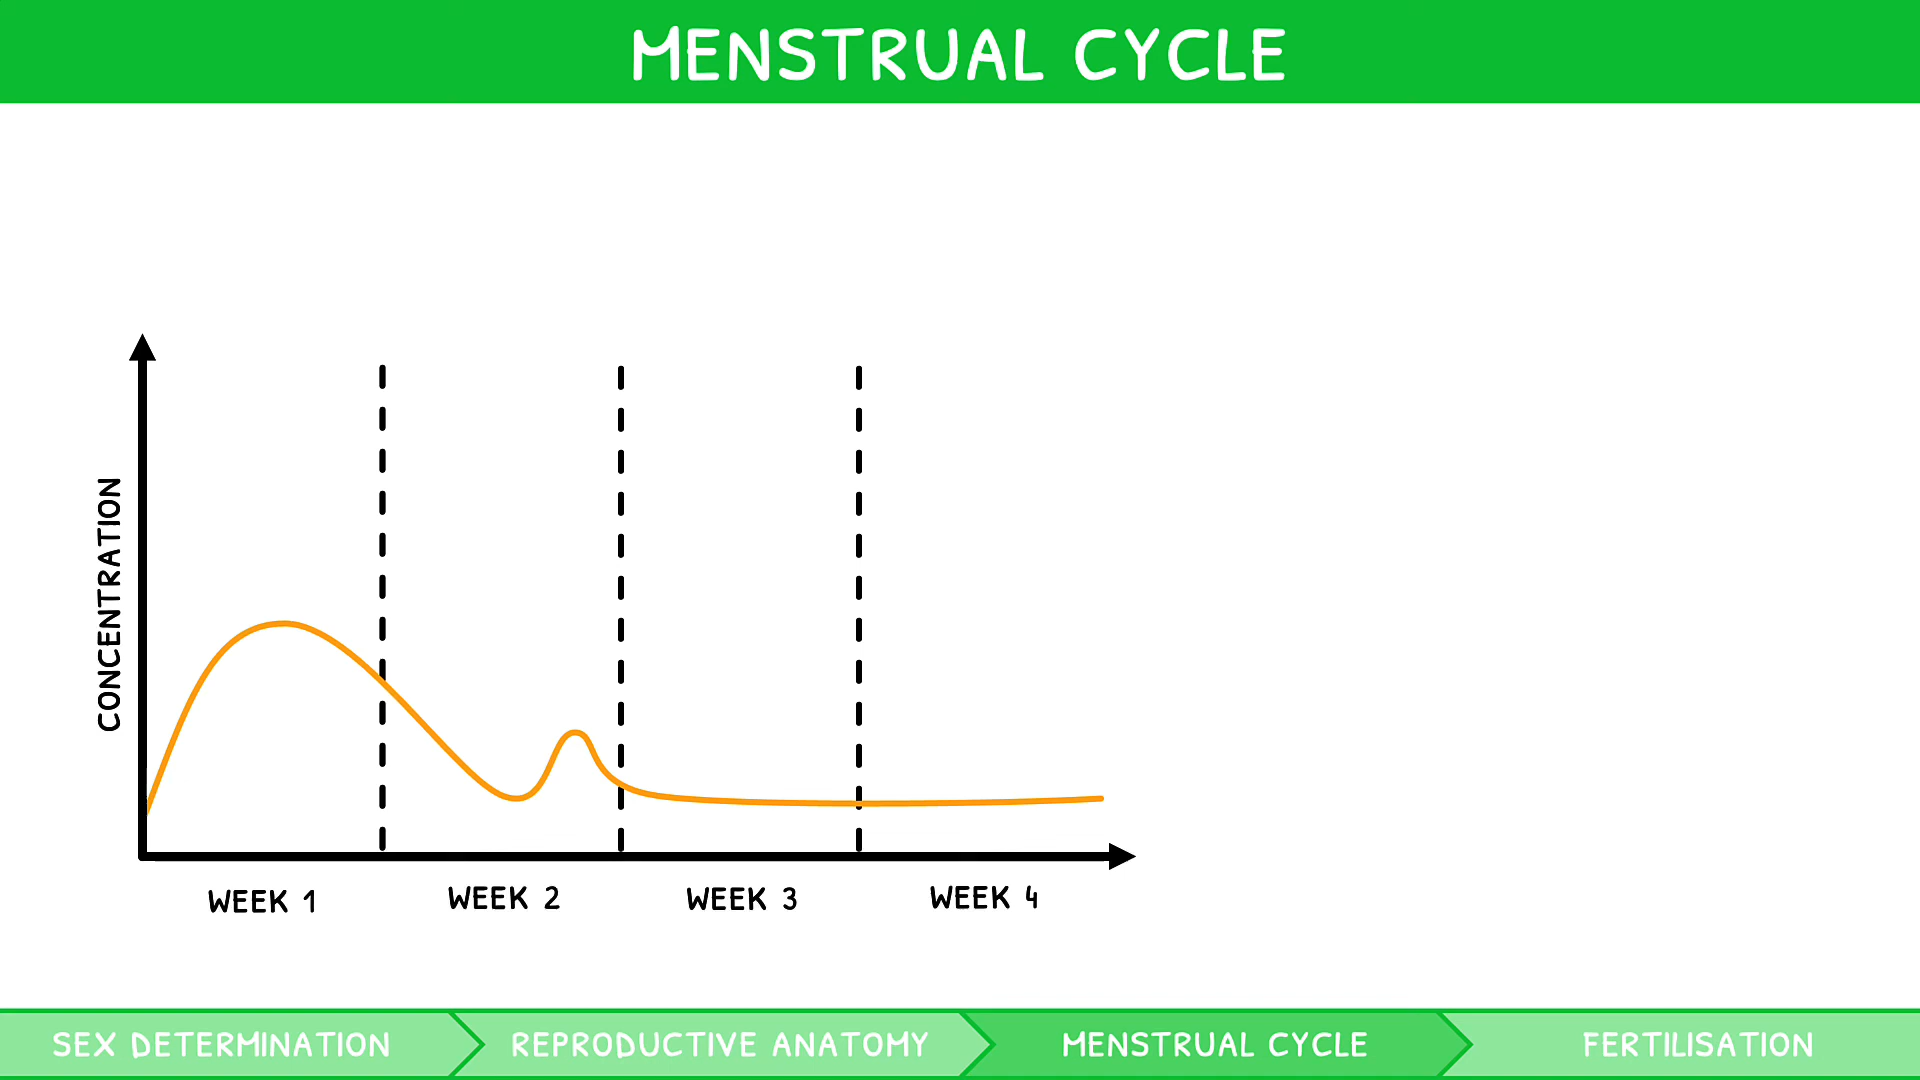 MENSTRUAL CYCLE
CONCENTRATION
WEEK 1
WEEK 2
WEEK 3
WEEK 4
SEX DETERMINATION
REPRODUCTIVE ANATOMY
MENSTRUAL CYCLE
FERTILISATION